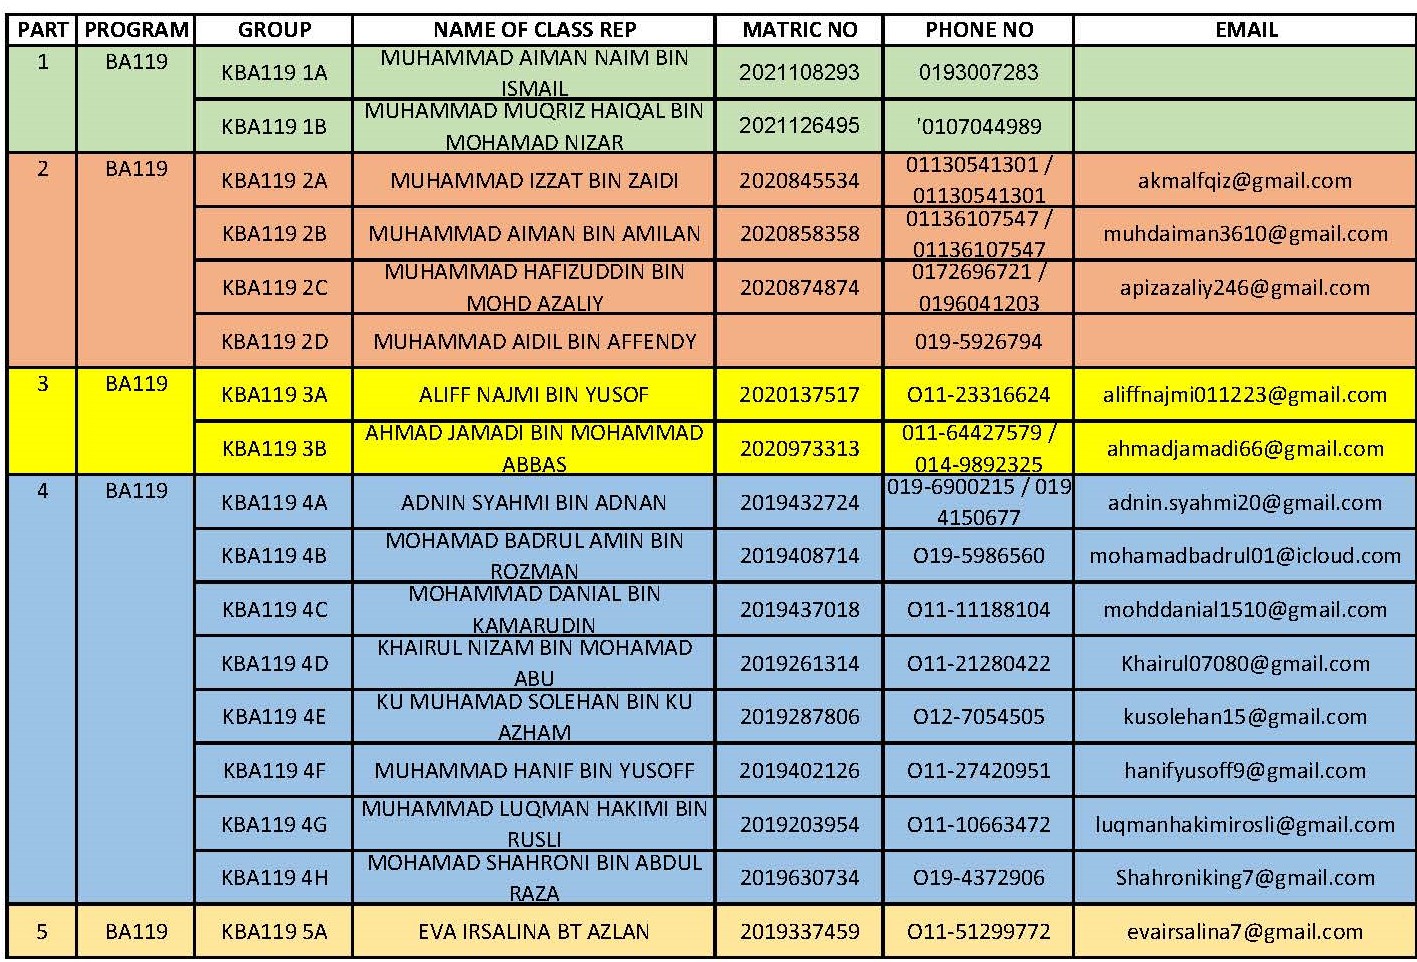 PART PROGRAM GROUP NAME OF CLASS REP MATRIC NO PHONE NO EMAIL
1 BA119 KBA119 1A MUHAMMAD AIMAN NAIM BIN
ISMAIL 2021108293 0193007283
KBA119 1B MUHAMMAD MUQRIZ HAIQAL BIN
MOHAMAD NIZAR 2021126495 '0107044989
2 BA119 KBA119 2A MUHAMMAD IZZAT BIN ZAIDI 2020845534 01130541301 /
01130541301 akmalfqiz@gmail.com
KBA119 2B MUHAMMAD AIMAN BIN AMILAN 2020858358 01136107547 /
01136107547 muhdaiman3610@gmail.com
KBA119 2C MUHAMMAD HAFIZUDDIN BIN
MOHD AZALIY 2020874874 0172696721 /
0196041203 apizazaliy246@gmail.com
KBA119 2D MUHAMMAD AIDIL BIN AFFENDY 019-5926794
3 BA119 KBA119 3A ALIFF NAJMI BIN YUSOF 2020137517 O11-23316624 aliffnajmi011223@gmail.com
KBA119 3B AHMAD JAMADI BIN MOHAMMAD
ABBAS 2020973313 011-64427579 /
014-9892325 ahmadjamadi66@gmail.com
4 BA119 KBA119 4A ADNIN SYAHMI BIN ADNAN 2019432724 019-6900215 / 019
4150677 adnin.syahmi20@gmail.com
KBA119 4B MOHAMAD BADRUL AMIN BIN
ROZMAN 2019408714 O19-5986560 mohamadbadrul01@icloud.com
KBA119 4C MOHAMMAD DANIAL BIN
KAMARUDIN 2019437018 O11-11188104 mohddanial1510@gmail.com
KBA119 4D KHAIRUL NIZAM BIN MOHAMAD
ABU 2019261314 O11-21280422 Khairul07080@gmail.com
KBA119 4E KU MUHAMAD SOLEHAN BIN KU
AZHAM 2019287806 O12-7054505 kusolehan15@gmail.com
KBA119 4F MUHAMMAD HANIF BIN YUSOFF 2019402126 O11-27420951 hanifyusoff9@gmail.com
KBA119 4G MUHAMMAD LUQMAN HAKIMI BIN
RUSLI 2019203954 O11-10663472 luqmanhakimirosli@gmail.com
KBA119 4H MOHAMAD SHAHRONI BIN ABDUL
RAZA 2019630734 O19-4372906 Shahroniking7@gmail.com
5 BA119 KBA119 5A EVA IRSALINA BT AZLAN 2019337459 O11-51299772 evairsalina7@gmail.com